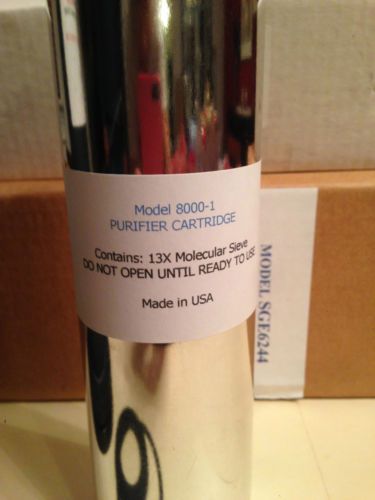 Model 8000-1
PURIFIER CARTRIDGE
Contains: 13X Molecular Sieve
DO NOT OPEN UNTIL READY TO USE
Made in USA
MODEL SGE6244